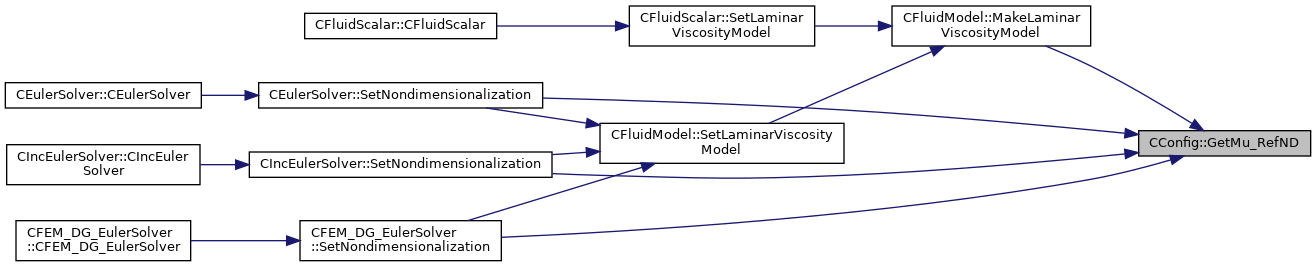 CFluidScalar::CFluidScalar
CFluidScalar::SetLaminar
ViscosityModel
CFluidModel::MakeLaminar
ViscosityModel
CEulerSolver::CEulerSolver
CEulerSolver::SetNondimensionalization
CFluidModel::SetLaminarViscosity
Model
CConfig::GetMu_RefND
CIncEulerSolver::CIncEuler
Solver
CIncEulerSolver::SetNondimensionalization
CFEM_DG_EulerSolver
::CFEM_DG_EulerSolver
CFEM_DG_EulerSolver
::SetNondimensionalization